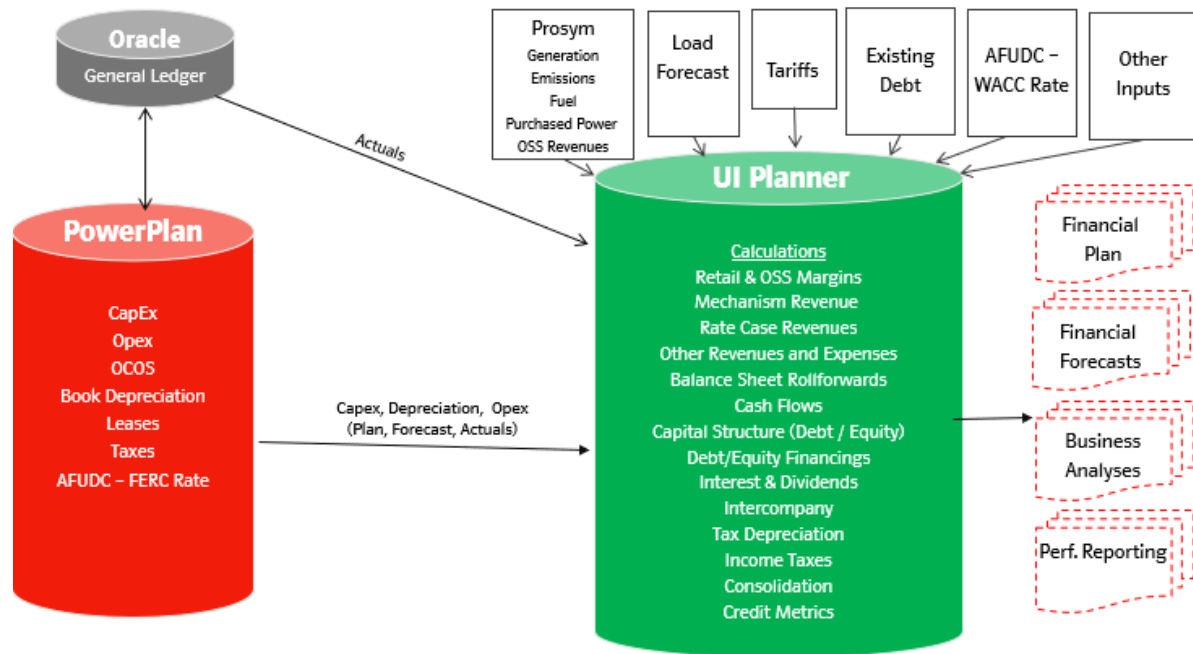 Oracle
General Ledger
Actuals
PowerPlan
CapEx
Opex
OCOS
Book Depreciation
Leases
Taxes
AFUDC – FERC Rate
Capex, Depreciation, Opex
(Plan, Forecast, Actuals)
Prosym
Generation
Emissions
Fuel
Purchased Power
OSS Revenues
Load
Forecast
Tariffs
Existing
Debt
AFUDC –
WACC Rate
Other
Inputs
UI Planner
Calculations
Retail & OSS Margins
Mechanism Revenue
Rate Case Revenues
Other Revenues and Expenses
Balance Sheet Rollforwards
Cash Flows
Capital Structure (Debt / Equity)
Debt/Equity Financings
Interest & Dividends
Intercompany
Tax Depreciation
Income Taxes
Consolidation
Credit Metrics
Financial
Plan
Financial
Forecasts
Business
Analyses
Perf. Reporting